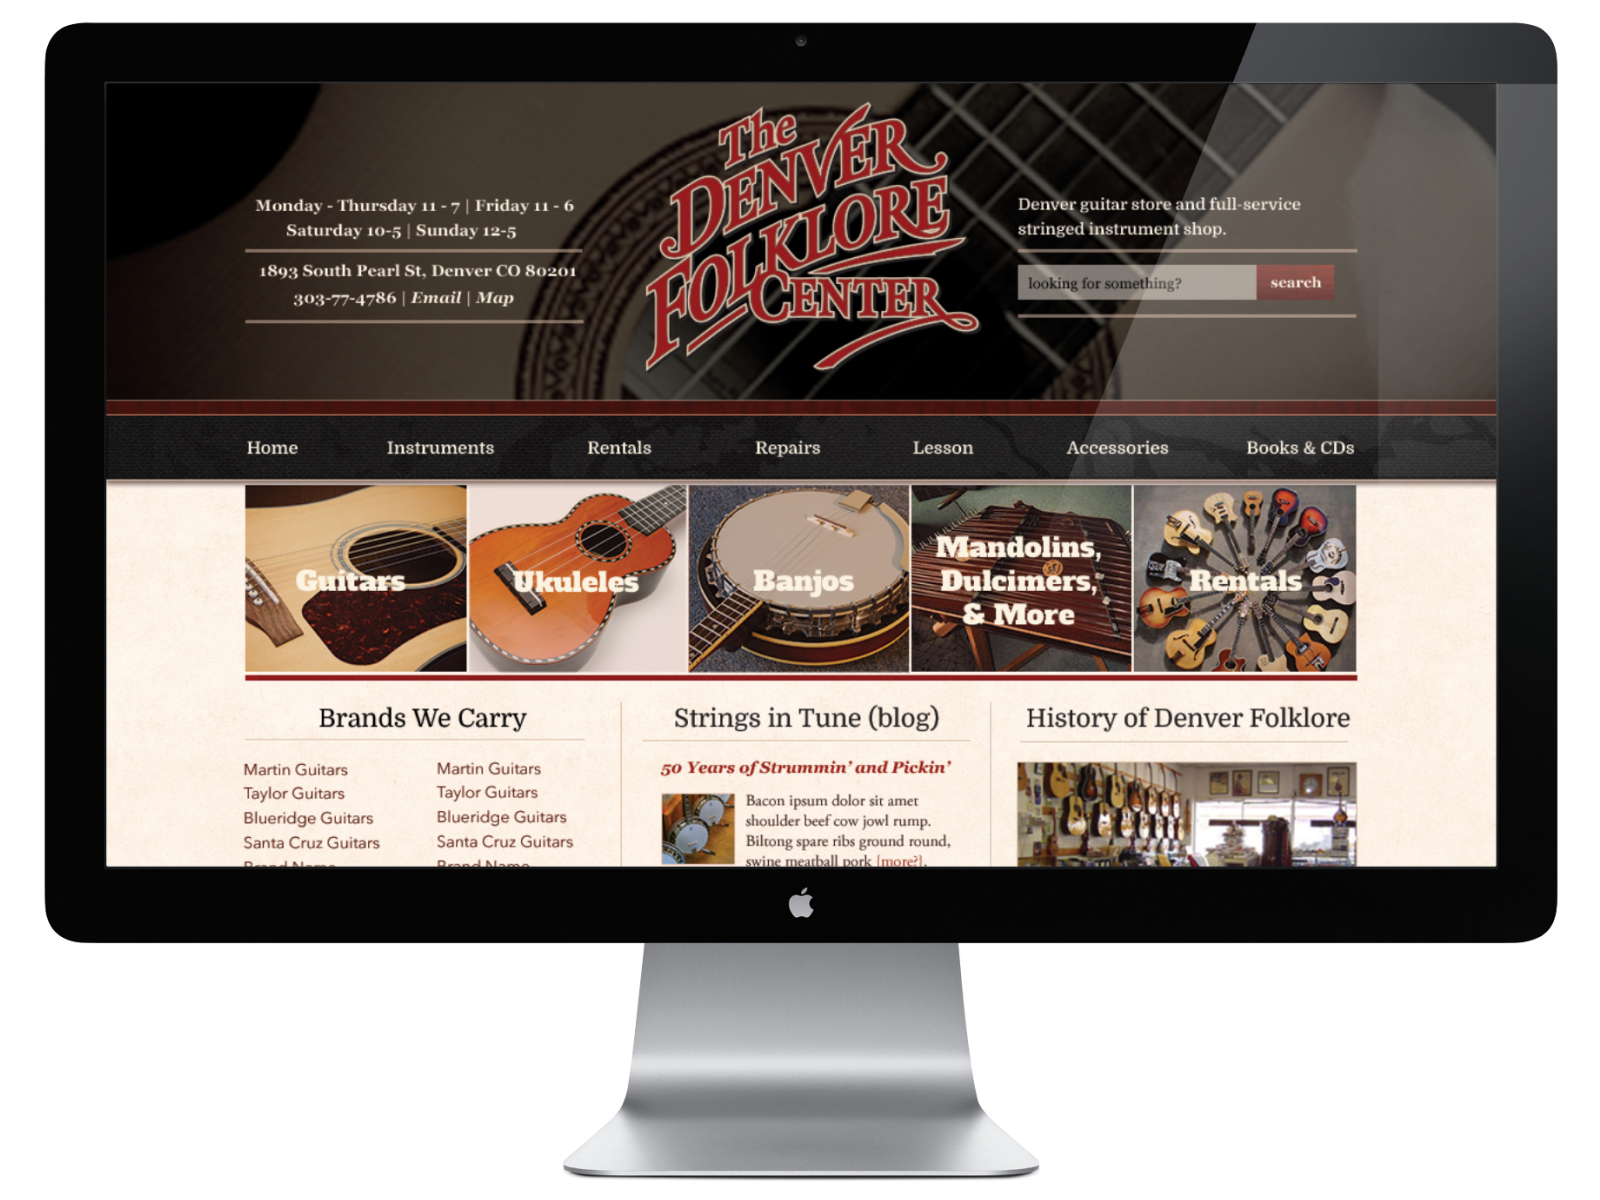 The
DENVER
FOLKLORE
CENTER
Monday - Thursday 11 - 7 | Friday 11 - 6
Saturday 10-5 | Sunday 12-5
1893 South Pearl St, Denver CO 80201
303-77-4786 | Email | Map
Denver guitar store and full-service
stringed instrument shop.
looking for something? search
Home Instruments Rentals Repairs Lesson Accessories Books & CDs
Guitars
Ukuleles
Banjos
Mandolins,
Dulcimers,
& More
Rentals
Brands We Carry
Martin Guitars Martin Guitars
Taylor Guitars Taylor Guitars
Blueridge Guitars Blueridge Guitars
Santa Cruz Guitars Santa Cruz Guitars
Brand Name Brand Name
Strings in Tune (blog)
50 Years of Strummin' and Pickin'
Bacon ipsum dolor sit amet
shoulder beef cow jowl rump.
Biltong spare ribs ground round,
swine meatball pork [more?].
History of Denver Folklore